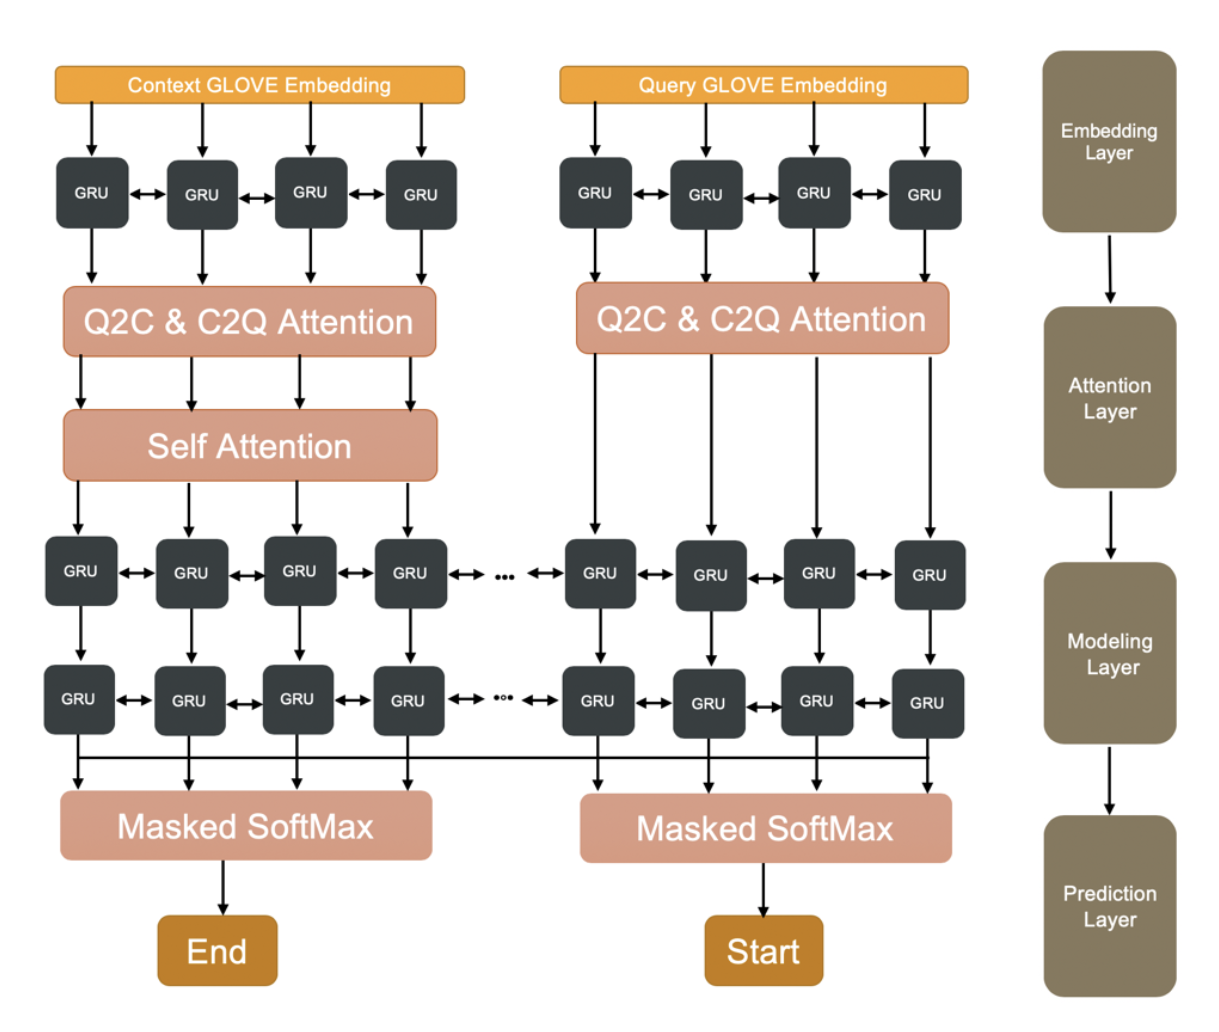 Context GLOVE Embedding
Query GLOVE Embedding
GRU GRU GRU GRU
GRU GRU GRU GRU
Q2C & C2Q Attention
Q2C & C2Q Attention
Self Attention
GRU GRU GRU GRU ... GRU GRU GRU GRU
GRU GRU GRU GRU ... GRU GRU GRU GRU
Masked SoftMax
Masked SoftMax
End
Start
Embedding
Layer
Attention
Layer
Modeling
Layer
Prediction
Layer